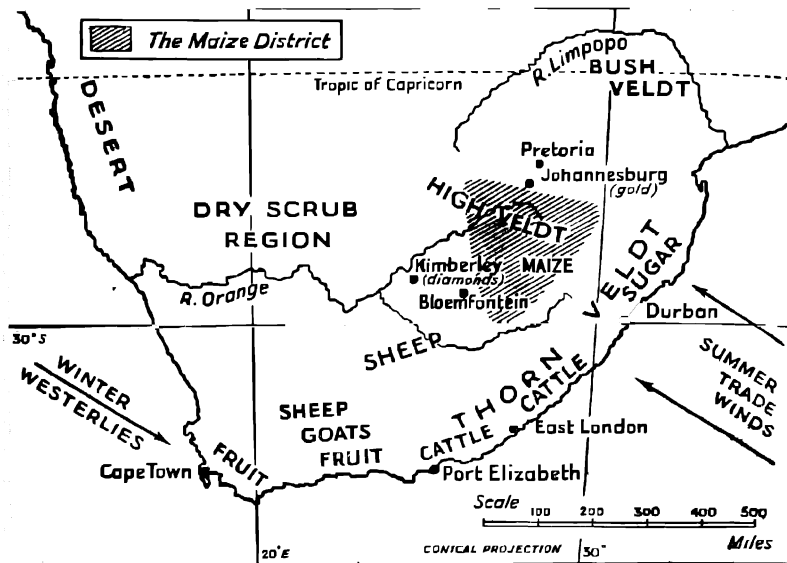 The Maize District
R. Limpopo
BUSH
VELDT
Tropic of Capricorn
DESERT
Pretoria
Johannesburg
(gold)
HIGH VELDT
DRY SCRUB
REGION
MAIZE
Kimberley
(diamonds)
Bloemfontein
R. Orange
VELDT
SUGAR
Durban
30° S
SHEEP
WINTER
WESTERLIES
SUMMER
TRADE
WINDS
THORN
CATTLE
CATTLE
SHEEP
GOATS
FRUIT
FRUIT
East London
Cape Town
Port Elizabeth
Scale
100 200 300 400 500
Miles
20° E
CONICAL PROJECTION
30°